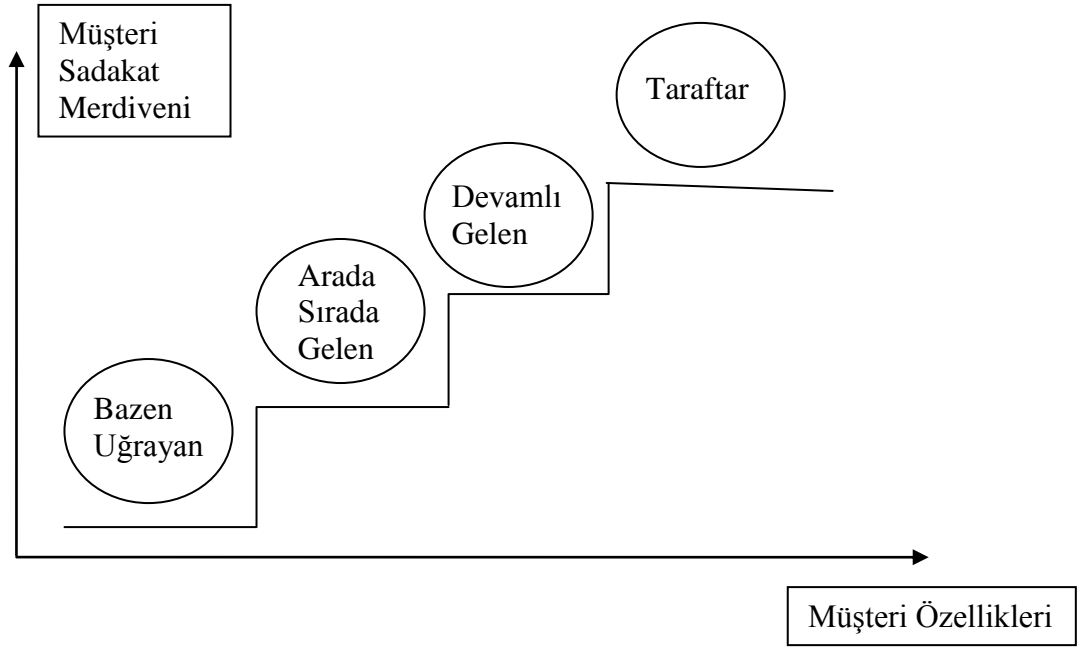 Müşteri
Sadakat
Merdiveni
Taraftar
Devamlı
Gelen
Arada
Sırada
Gelen
Bazen
Uğrayan
Müşteri Özellikleri